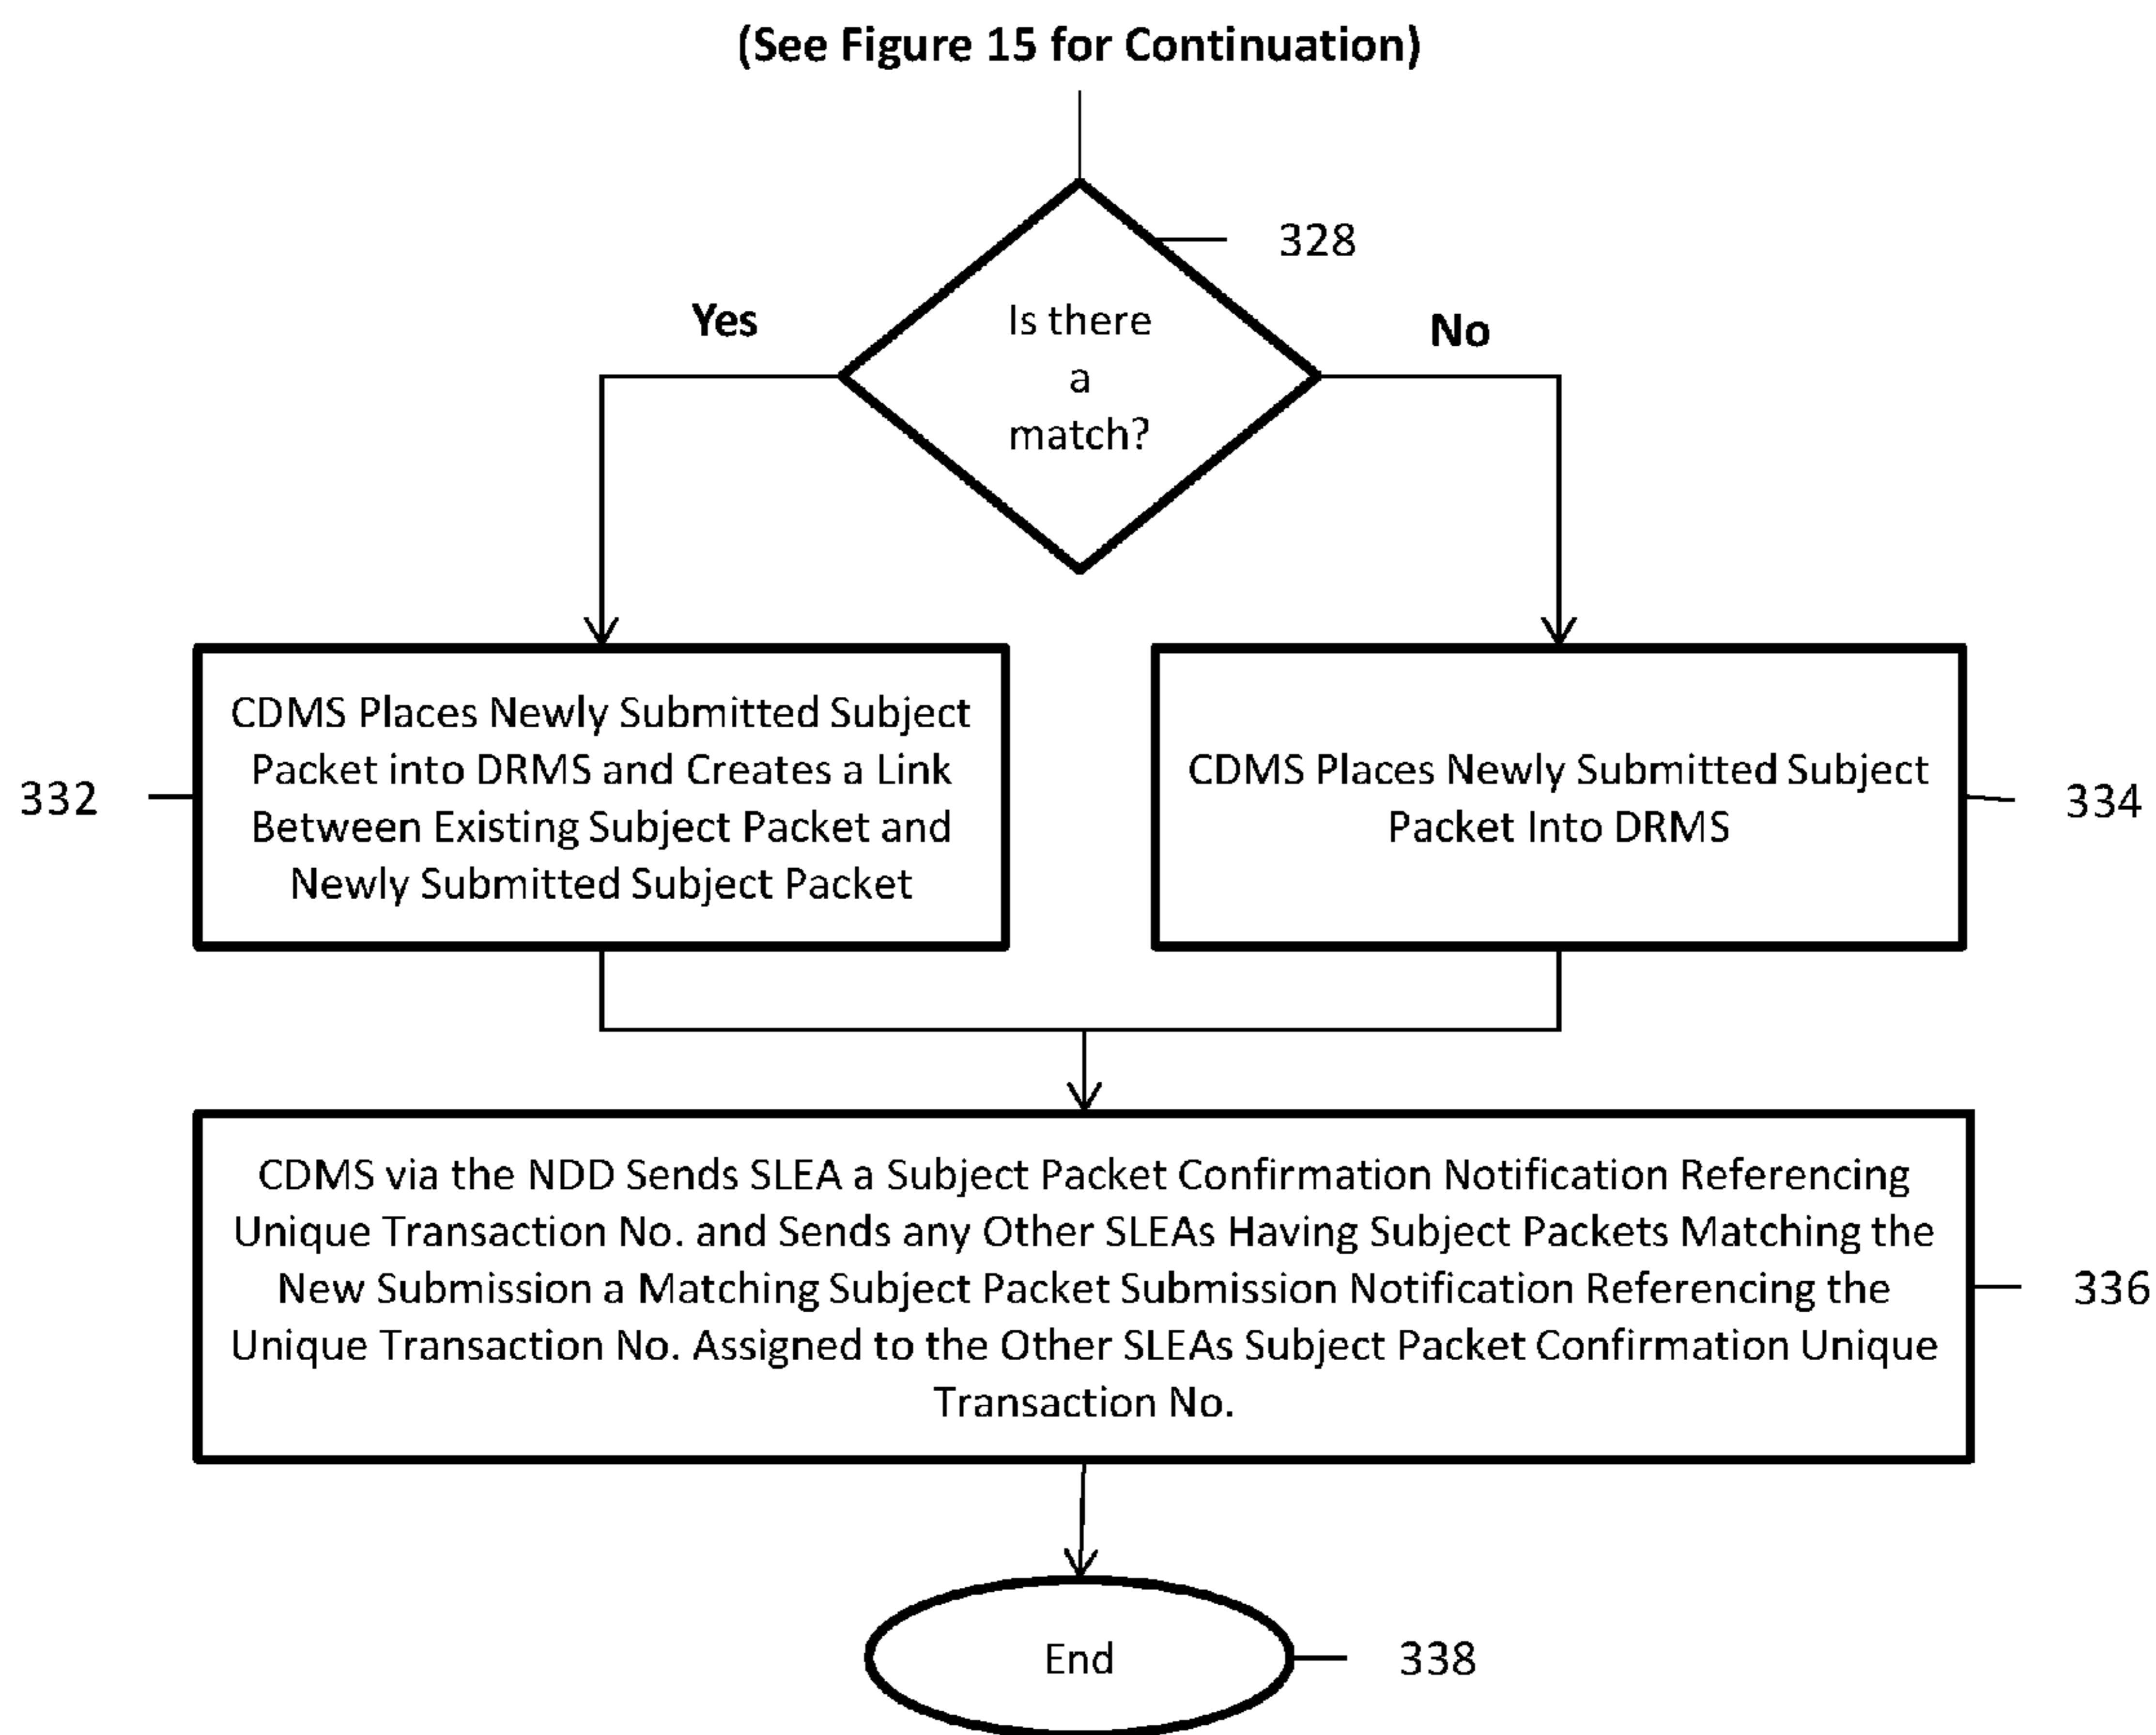 (See Figure 15 for Continuation)
328
Yes
No
Is there
a
match?
CDMS Places Newly Submitted Subject
Packet into DRMS and Creates a Link
Between Existing Subject Packet and
Newly Submitted Subject Packet
332
CDMS Places Newly Submitted Subject
Packet Into DRMS
334
CDMS via the NDD Sends SLEA a Subject Packet Confirmation Notification Referencing
Unique Transaction No. and Sends any Other SLEAs Having Subject Packets Matching the
New Submission a Matching Subject Packet Submission Notification Referencing the
Unique Transaction No. Assigned to the Other SLEAs Subject Packet Confirmation Unique
Transaction No.
336
End
338